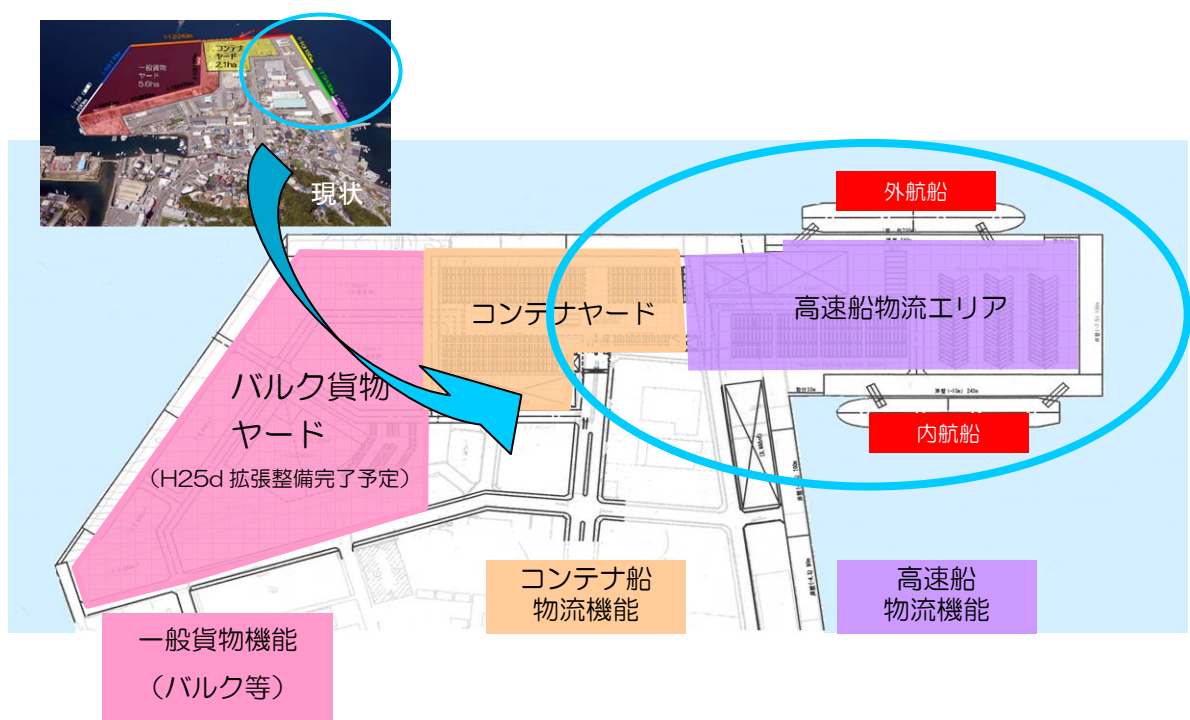 コンテナ
ヤード
2.1ha
一般貨物
ヤード
5.6ha
現状
外航船
コンテナヤード
高速船物流エリア
バルク貨物
ヤード
（H25d 拡張整備完了予定）
岸壁(-10m) 240m
内航船
コンテナ船
物流機能
高速船
物流機能
一般貨物機能
（バルク等）